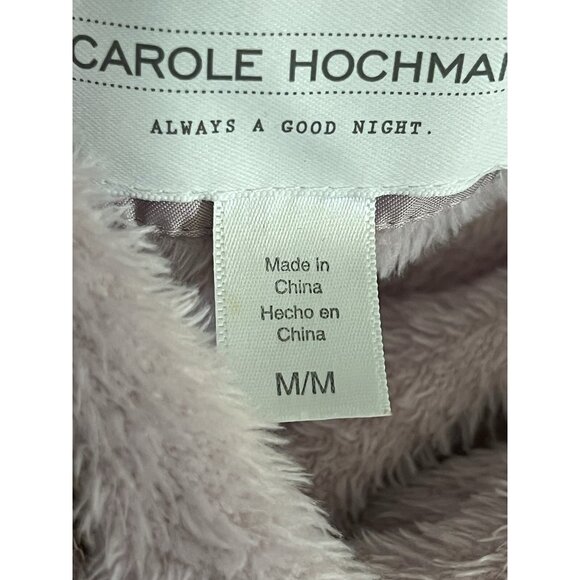 CAROLE HOCHMAN
ALWAYS A GOOD NIGHT.
Made in
China
Hecho en
China
M/M